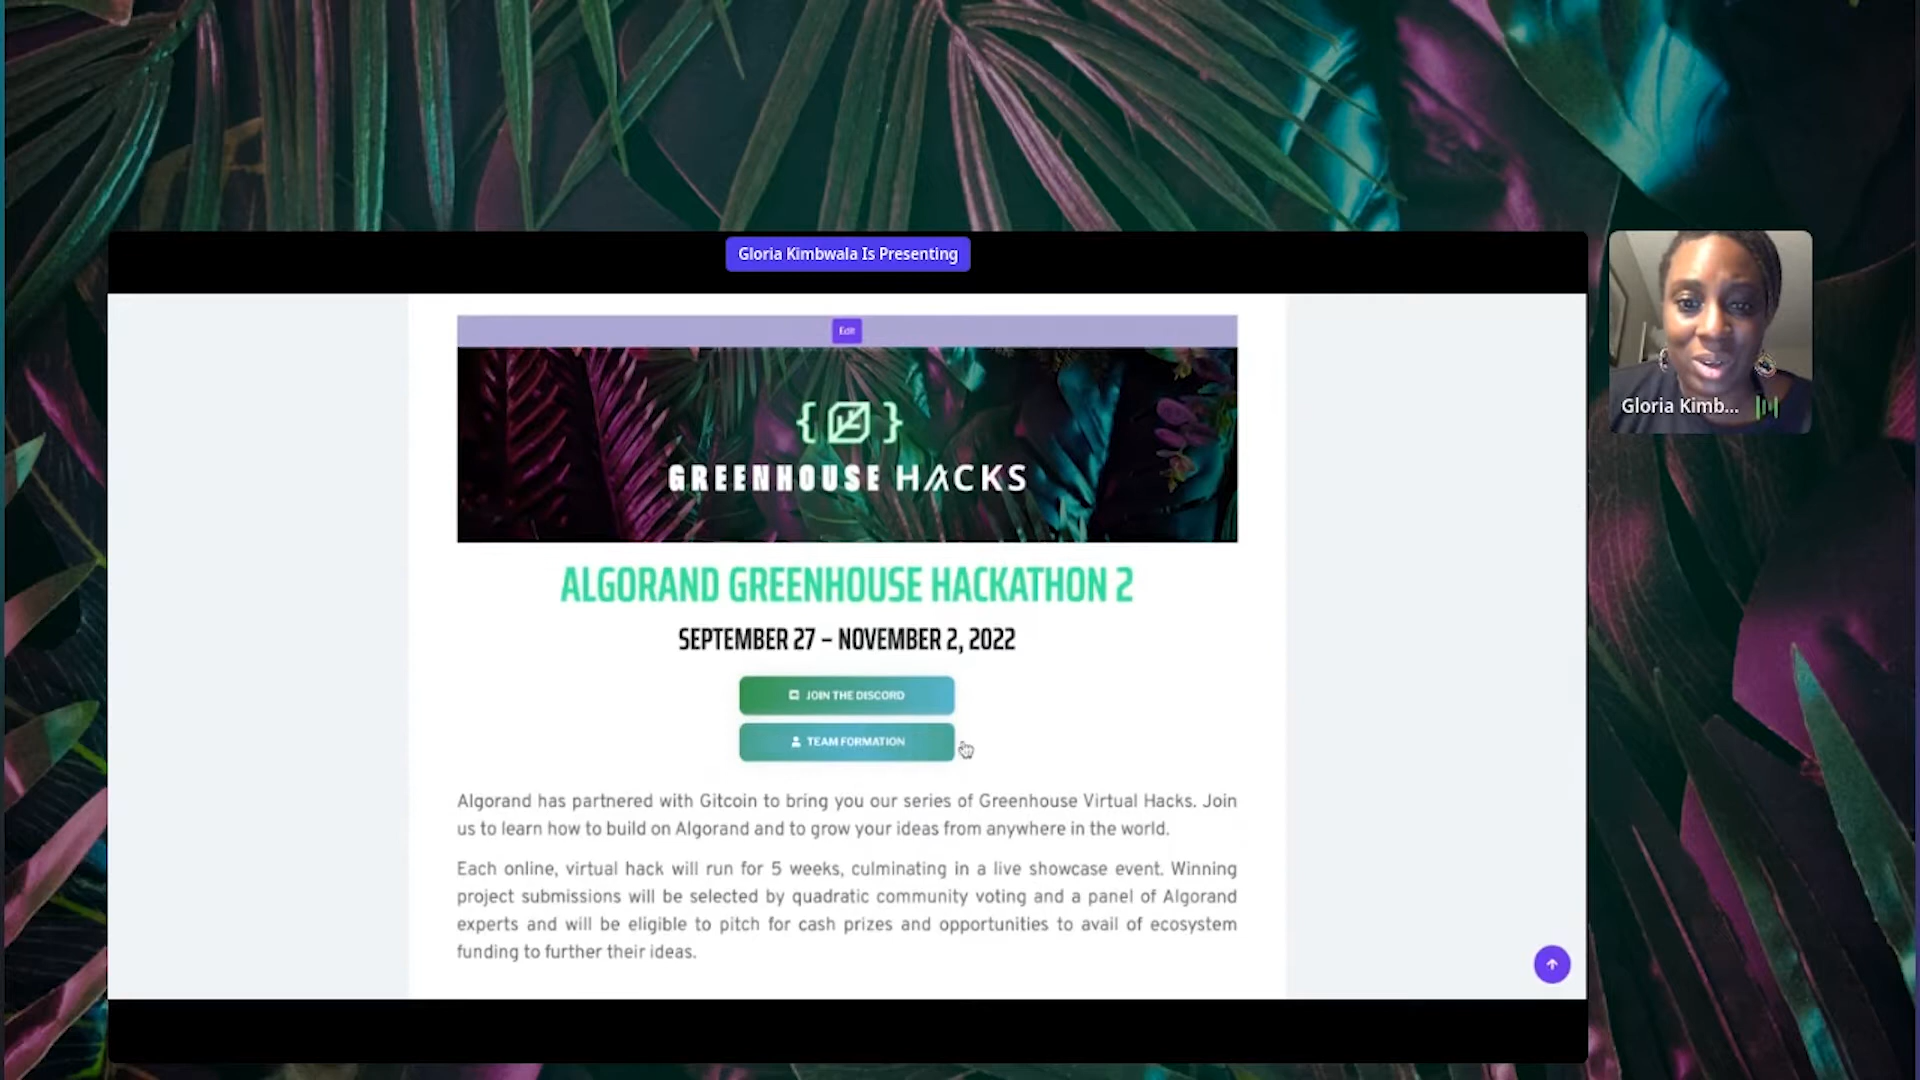 Gloria Kimbwala Is Presenting
Edit
Gloria Kimb...
GREENHOUSE HACKS
ALGORAND GREENHOUSE HACKATHON 2
SEPTEMBER 27 – NOVEMBER 2, 2022
JOIN THE DISCORD
TEAM FORMATION
Algorand has partnered with Gitcoin to bring you our series of Greenhouse Virtual Hacks. Join
us to learn how to build on Algorand and to grow your ideas from anywhere in the world.
Each online, virtual hack will run for 5 weeks, culminating in a live showcase event. Winning
project submissions will be selected by quadratic community voting and a panel of Algorand
experts and will be eligible to pitch for cash prizes and opportunities to avail of ecosystem
funding to further their ideas.